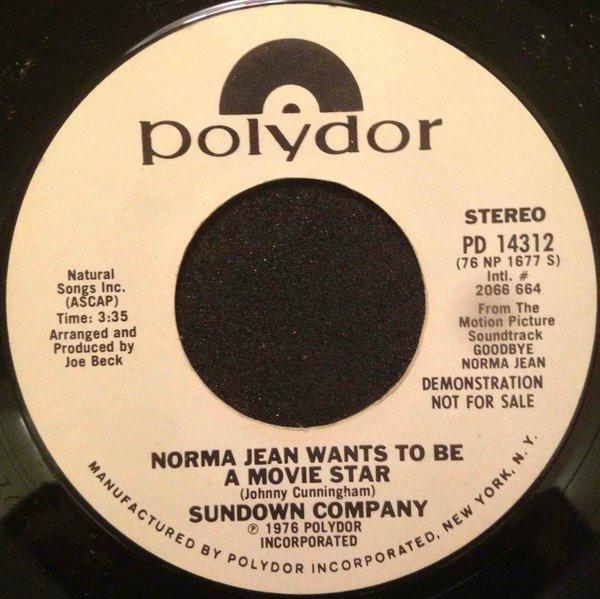 polydor
STEREO
PD 14312
(76 NP 1677 S)
Intl. #
2066 664
From The
Motion Picture
Soundtrack
GOODBYE
NORMA JEAN
DEMONSTRATION
NOT FOR SALE
Natural
Songs Inc.
(ASCAP)
Time: 3:35
Arranged and
Produced by
Joe Beck
NORMA JEAN WANTS TO BE
A MOVIE STAR
(Johnny Cunningham)
SUNDOWN COMPANY
℗ 1976 POLYDOR
INCORPORATED
MANUFACTURED BY POLYDOR INCORPORATED, NEW YORK, N. Y.